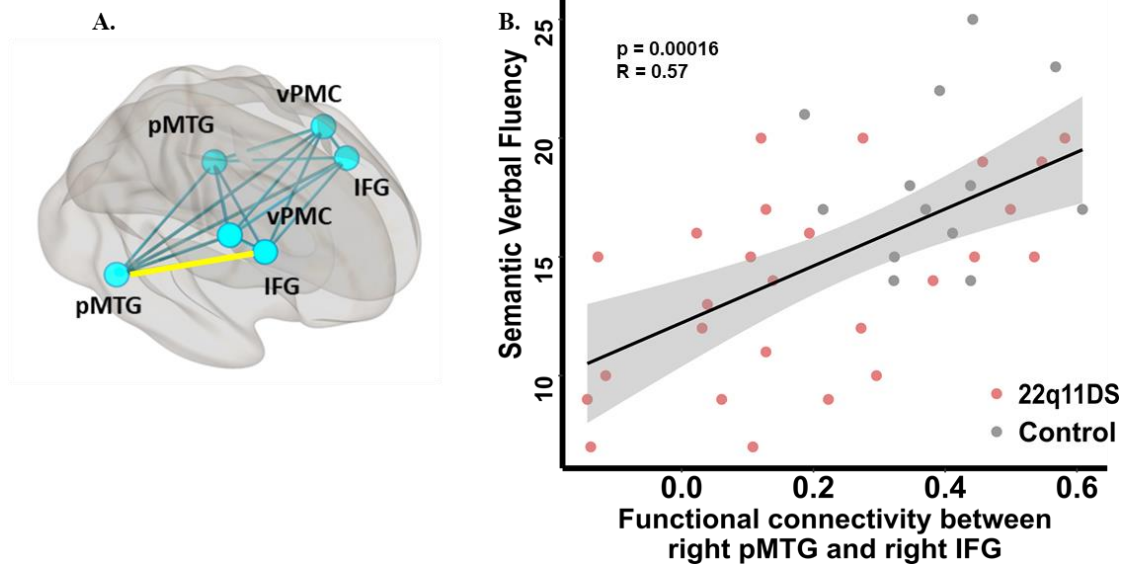 A.
vPMC
pMTG
IFG
vPMC
IFG
pMTG
B.
p = 0.00016
R = 0.57
Semantic Verbal Fluency
25
20
15
10
22q11DS
Control
0.0 0.2 0.4 0.6
Functional connectivity between
right pMTG and right IFG